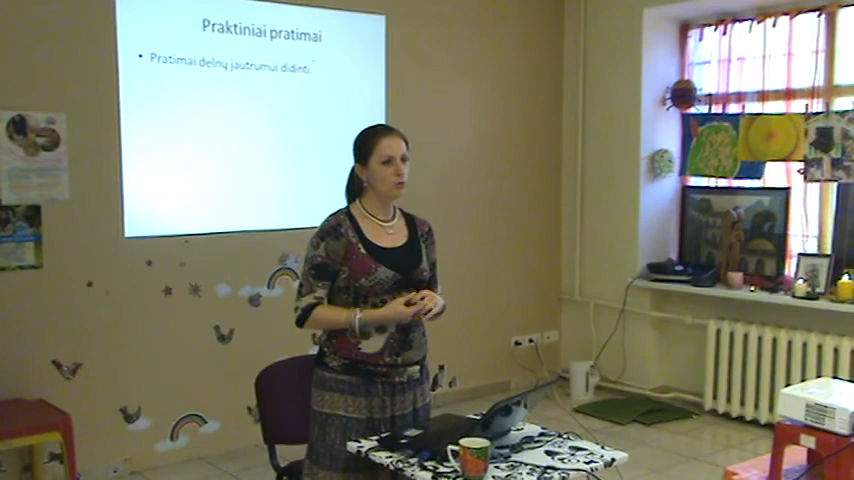 Praktiniai pratimai
• Pratimai delnų jautrumui didinti.